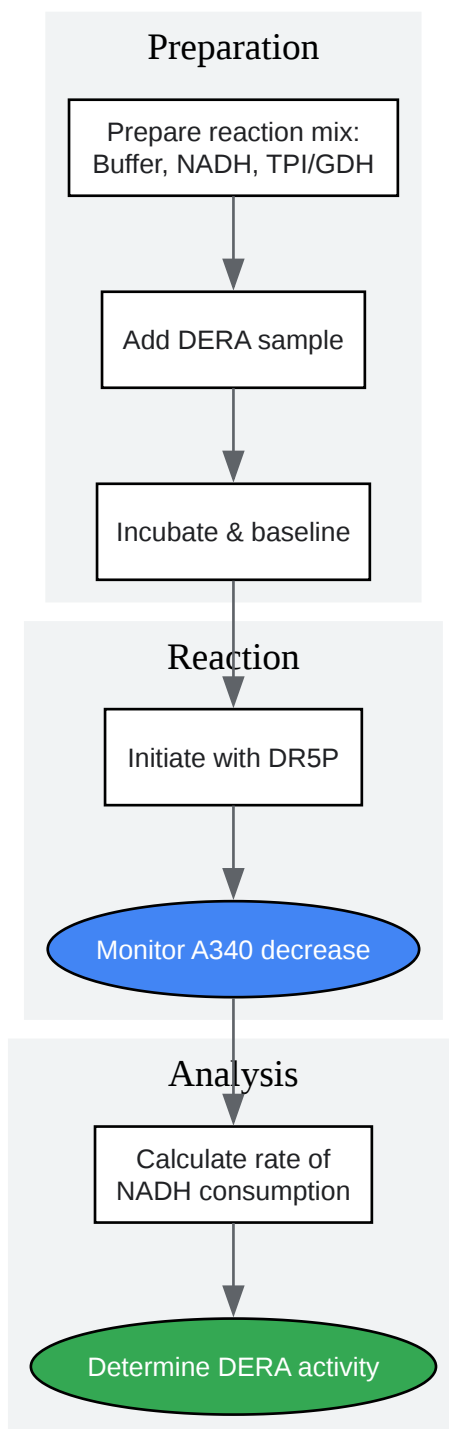 Preparation
Prepare reaction mix:
Buffer, NADH, TPI/GDH
Add DERA sample
Incubate & baseline
Reaction
Initiate with DR5P
Monitor A340 decrease
Analysis
Calculate rate of
NADH consumption
Determine DERA activity